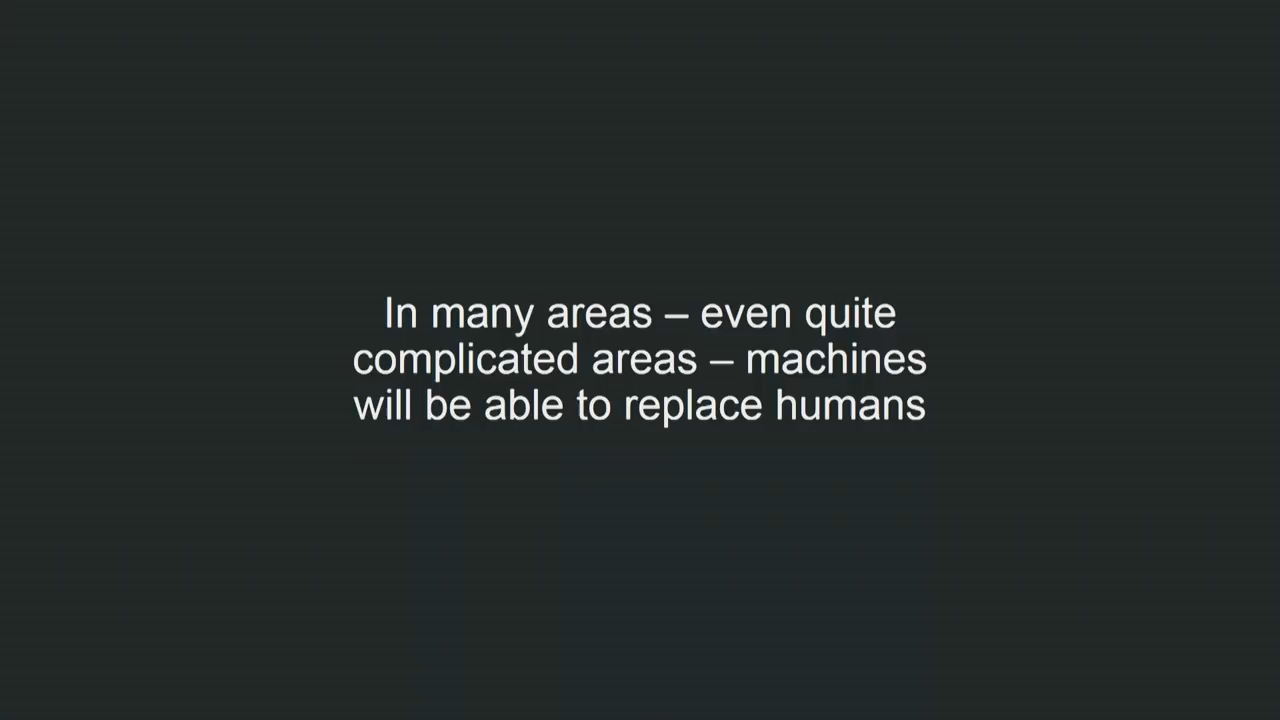 In many areas – even quite
complicated areas – machines
will be able to replace humans